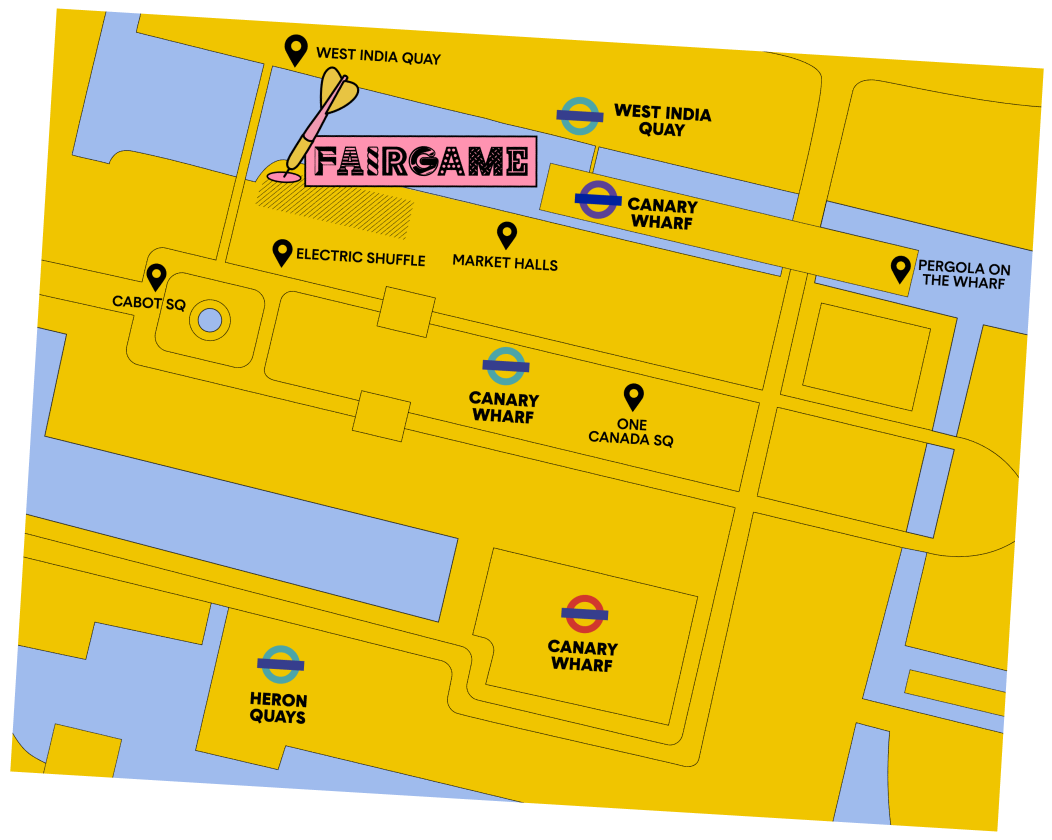 WEST INDIA QUAY
WEST INDIA
QUAY
FAIRGAME
CANARY
WHARF
ELECTRIC SHUFFLE
MARKET HALLS
PERGOLA ON
THE WHARF
CABOT SQ
CANARY
WHARF
ONE
CANADA SQ
CANARY
WHARF
HERON
QUAYS